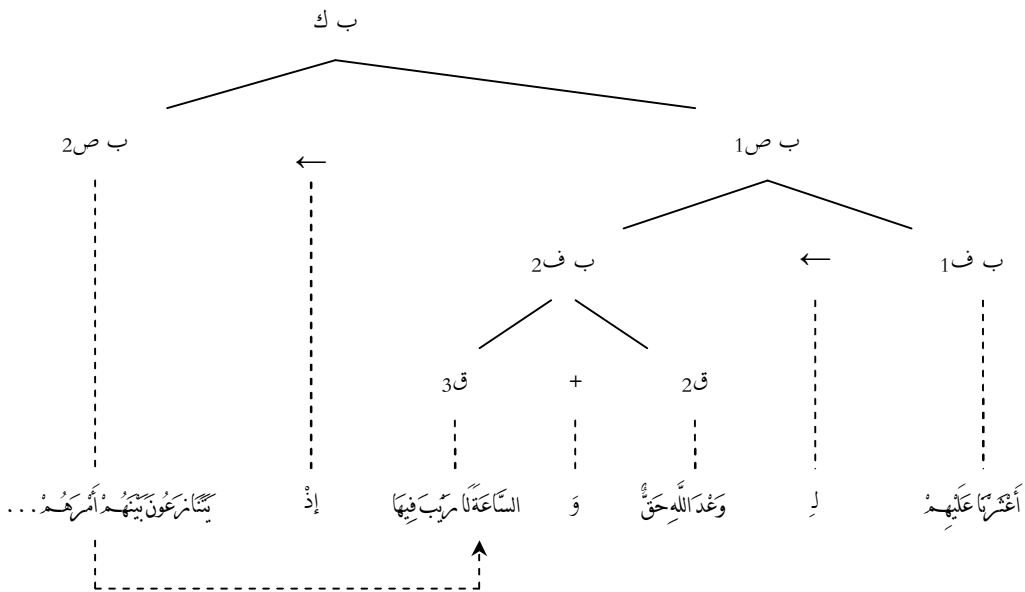 ب ك
ب ص1 ← ب ص2
ب ف1 ← ب ف2
ق2 + ق3
أَعْثَرْنَا عَلَيْهِمْ لِـ وَعْدَ اللَّهِ حَقٌّ وَ السَّاعَةَ لَا رَيْبَ فِيهَا إِذْ يَتَنَازَعُونَ بَيْنَهُمْ أَمْرَهُمْ...